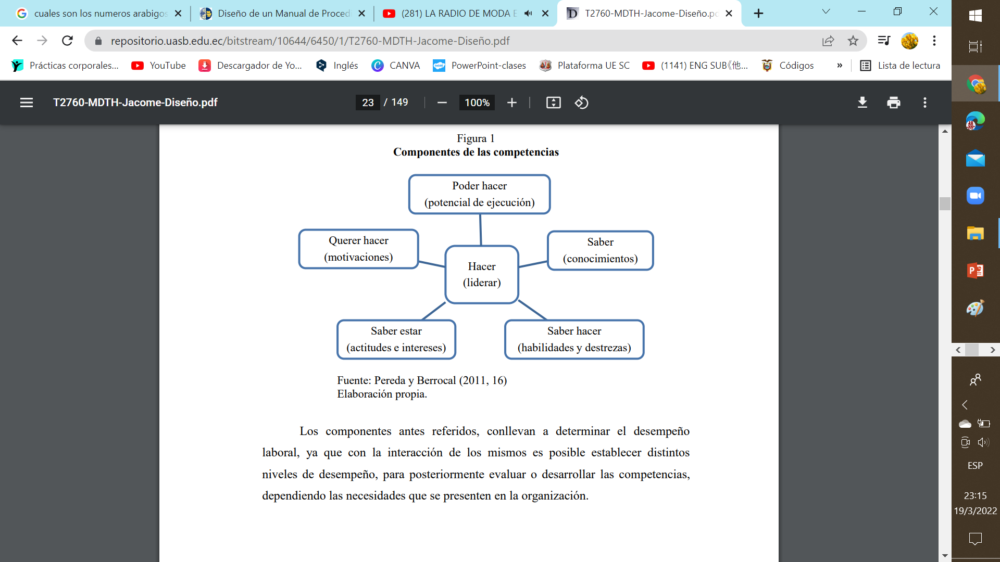 cuales son los numeros arabigos
Diseño de un Manual de Procedi
(281) LA RADIO DE MODA E
T2760-MDTH-Jacome-Diseño.pd
repositorio.uasb.edu.ec/bitstream/10644/6450/1/T2760-MDTH-Jacome-Diseño.pdf
Prácticas corporales...
YouTube
Descargador de Yo...
Inglés
CANVA
PowerPoint-clases
Plataforma UE SC
(1141) ENG SUB《他...
Códigos
»
Lista de lectura
T2760-MDTH-Jacome-Diseño.pdf
23 / 149
100%
Figura 1
Componentes de las competencias
Poder hacer
(potencial de ejecución)
Querer hacer
(motivaciones)
Saber
(conocimientos)
Hacer
(liderar)
Saber estar
(actitudes e intereses)
Saber hacer
(habilidades y destrezas)
Fuente: Pereda y Berrocal (2011, 16)
Elaboración propia.
Los componentes antes referidos, conllevan a determinar el desempeño
laboral, ya que con la interacción de los mismos es posible establecer distintos
niveles de desempeño, para posteriormente evaluar o desarrollar las competencias,
dependiendo las necesidades que se presenten en la organización.
ESP
23:15
19/3/2022